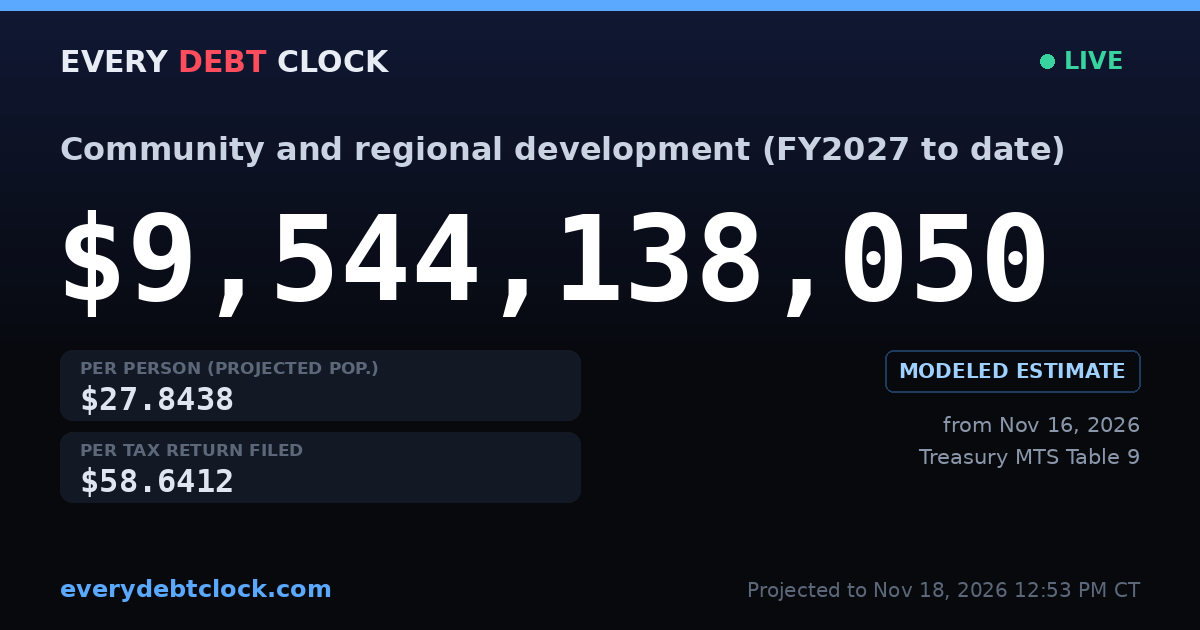 EVERY DEBT CLOCK
LIVE
Community and regional development (FY2027 to date)
$9,544,138,050
PER PERSON (PROJECTED POP.)
$27.8438
PER TAX RETURN FILED
$58.6412
MODELED ESTIMATE
from Nov 16, 2026
Treasury MTS Table 9
everydebtclock.com
Projected to Nov 18, 2026 12:53 PM CT